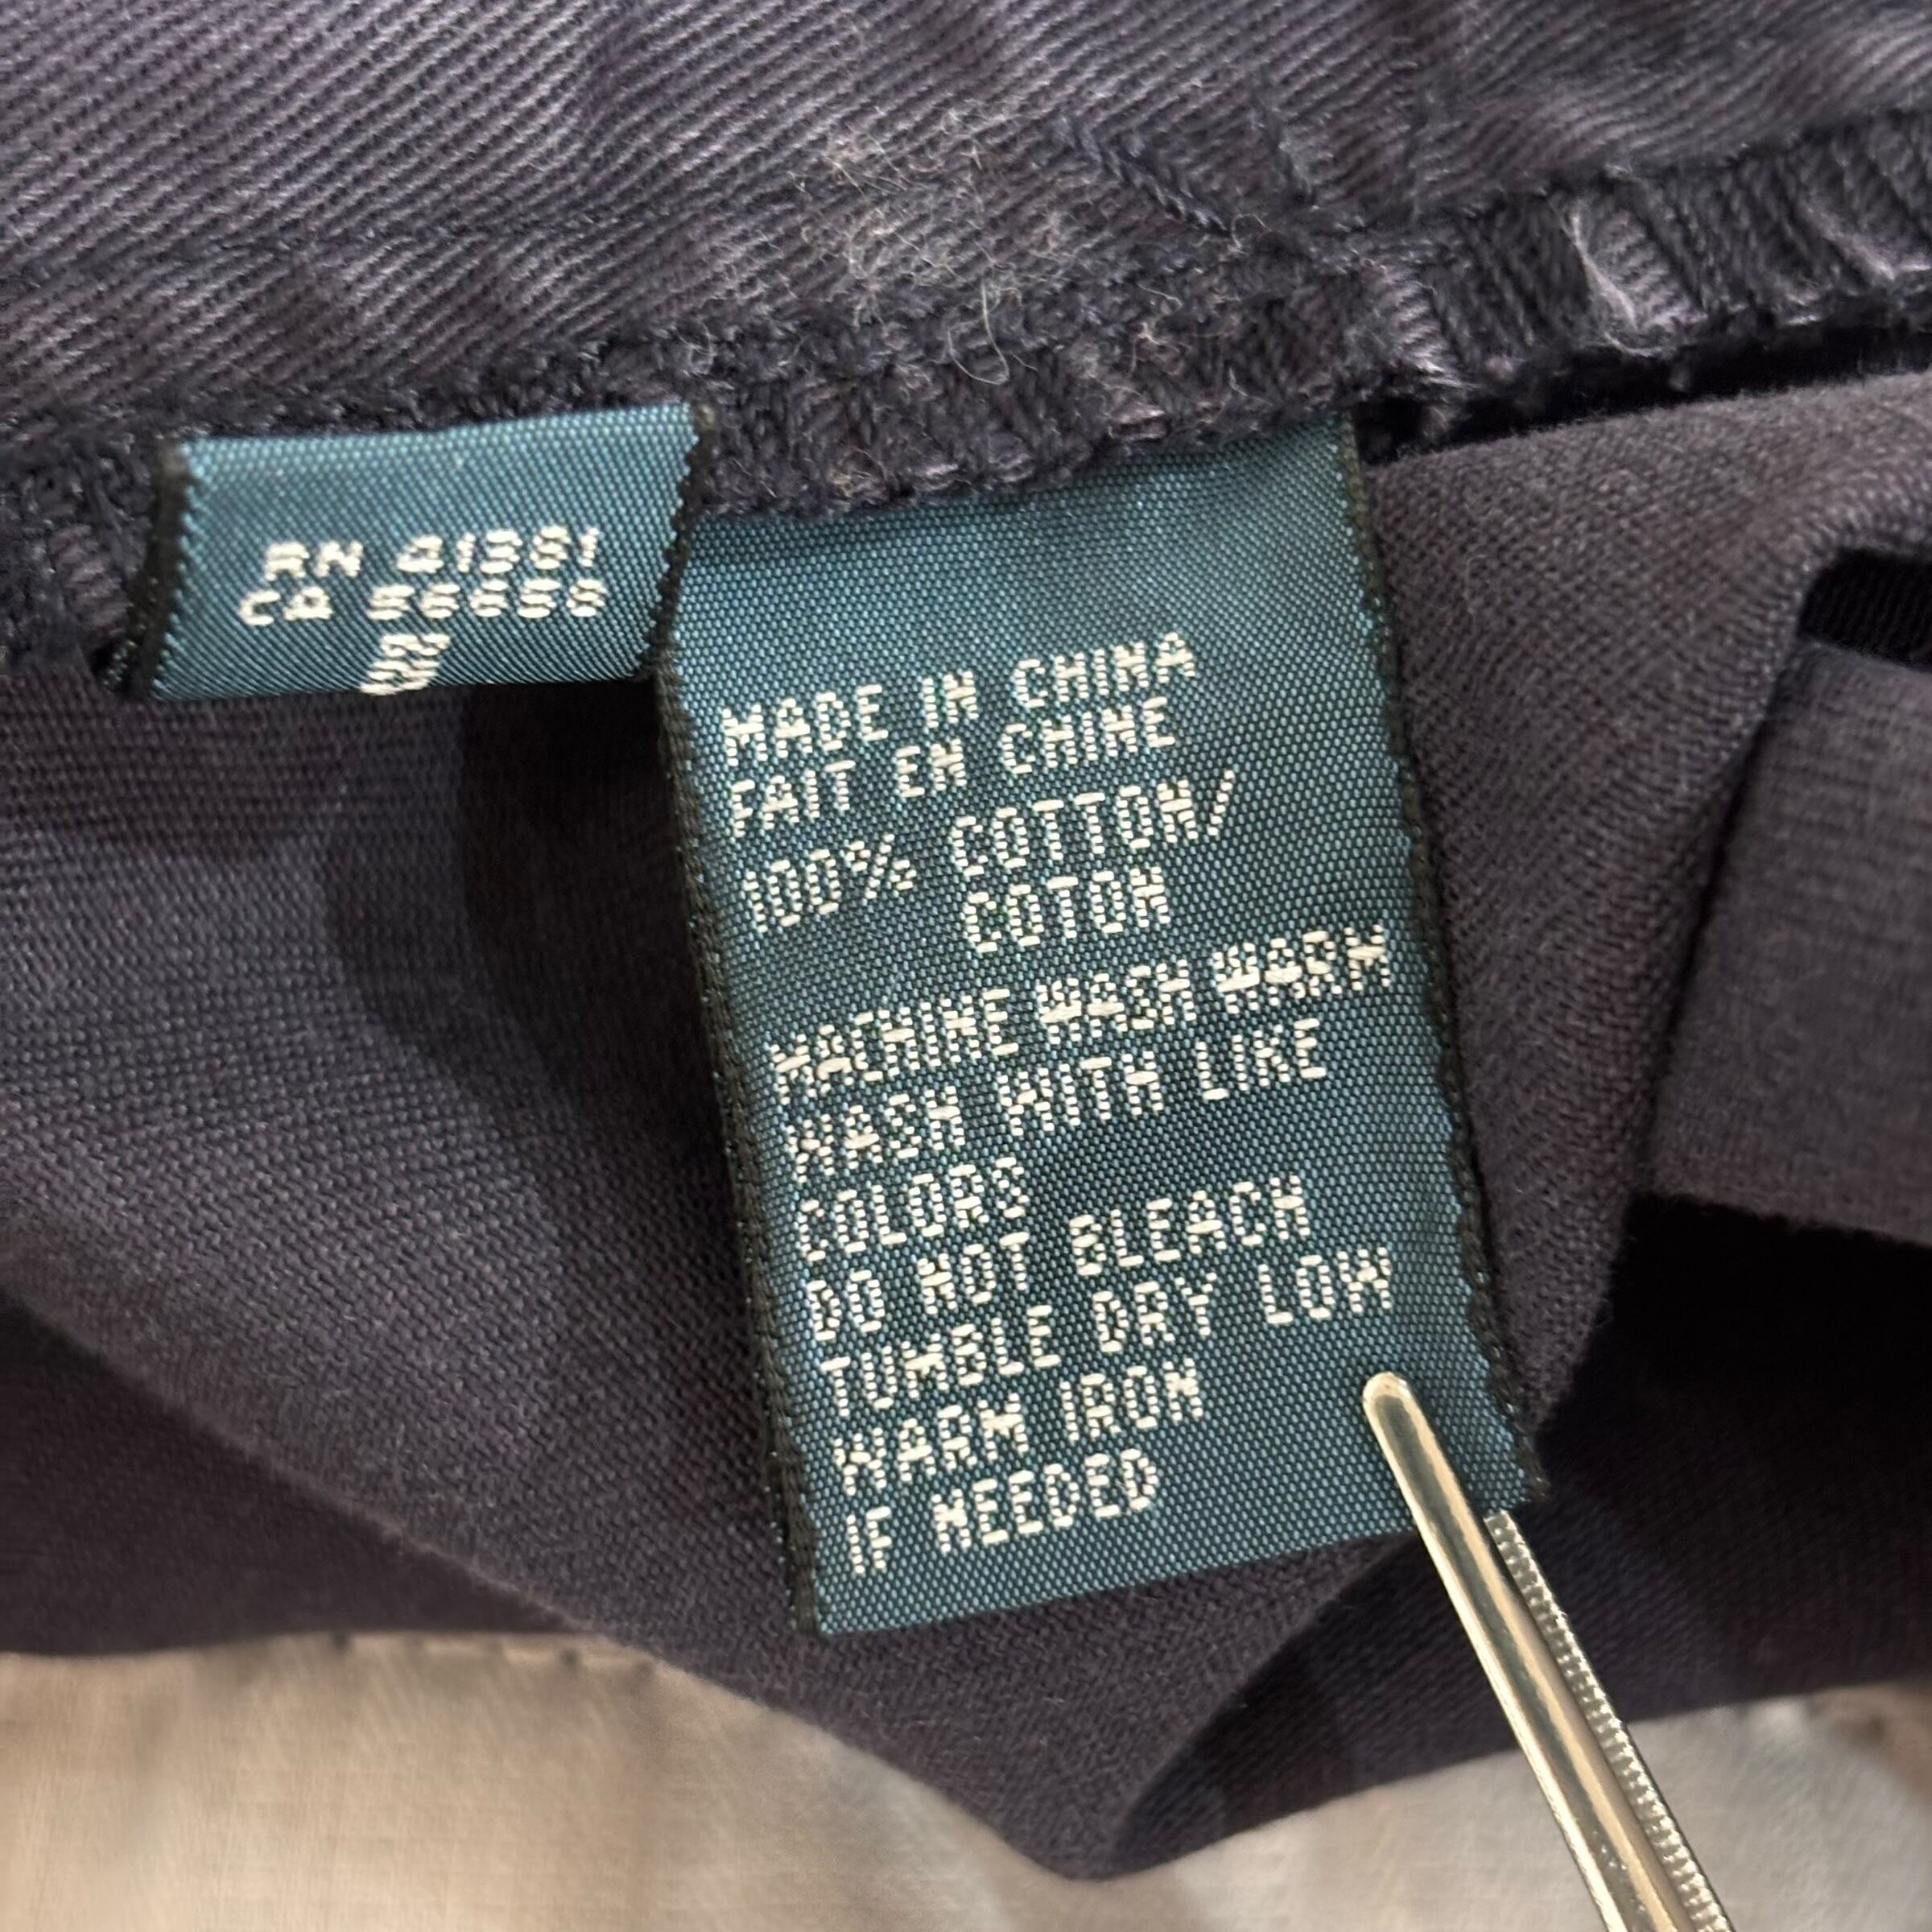 RN 41381
CA 56650
MADE IN CHINA
FAIT EN CHINE
100% COTTON/
COTON
MACHINE WASH WARM
WASH WITH LIKE
COLORS
DO NOT BLEACH
TUMBLE DRY LOW
WARM IRON
IF NEEDED